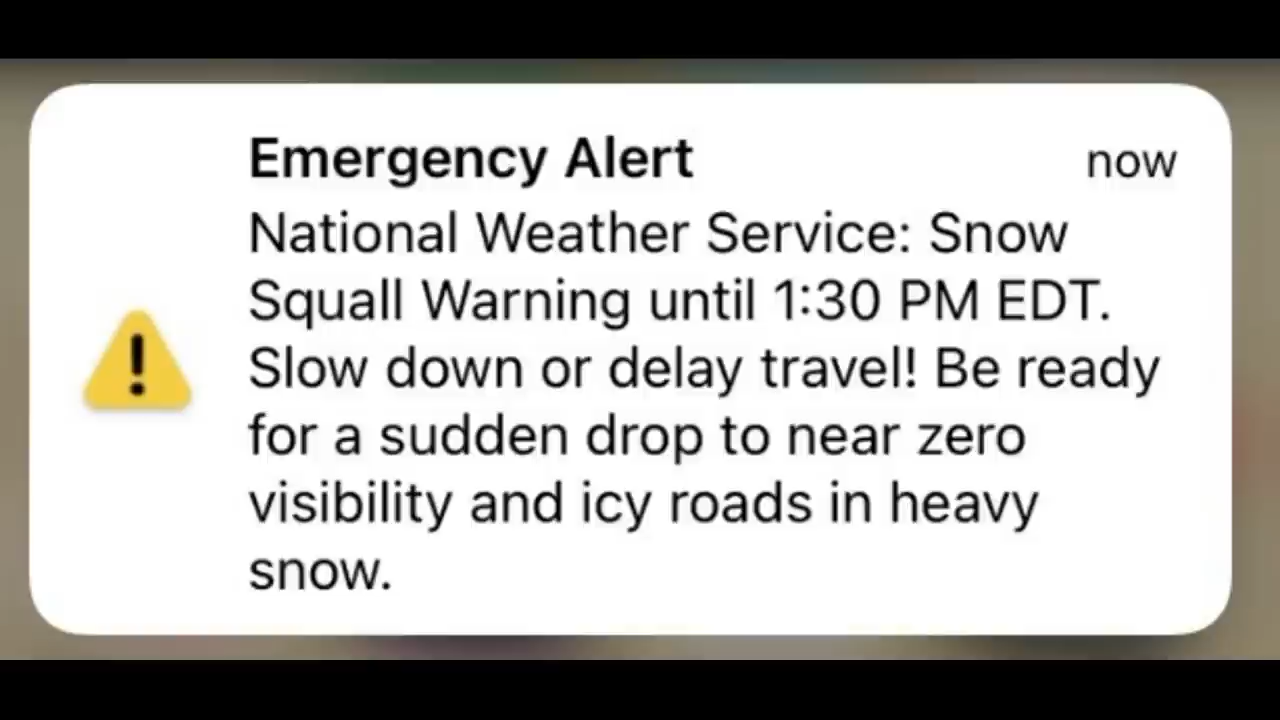 Emergency Alert now
National Weather Service: Snow
Squall Warning until 1:30 PM EDT.
Slow down or delay travel! Be ready
for a sudden drop to near zero
visibility and icy roads in heavy
snow.